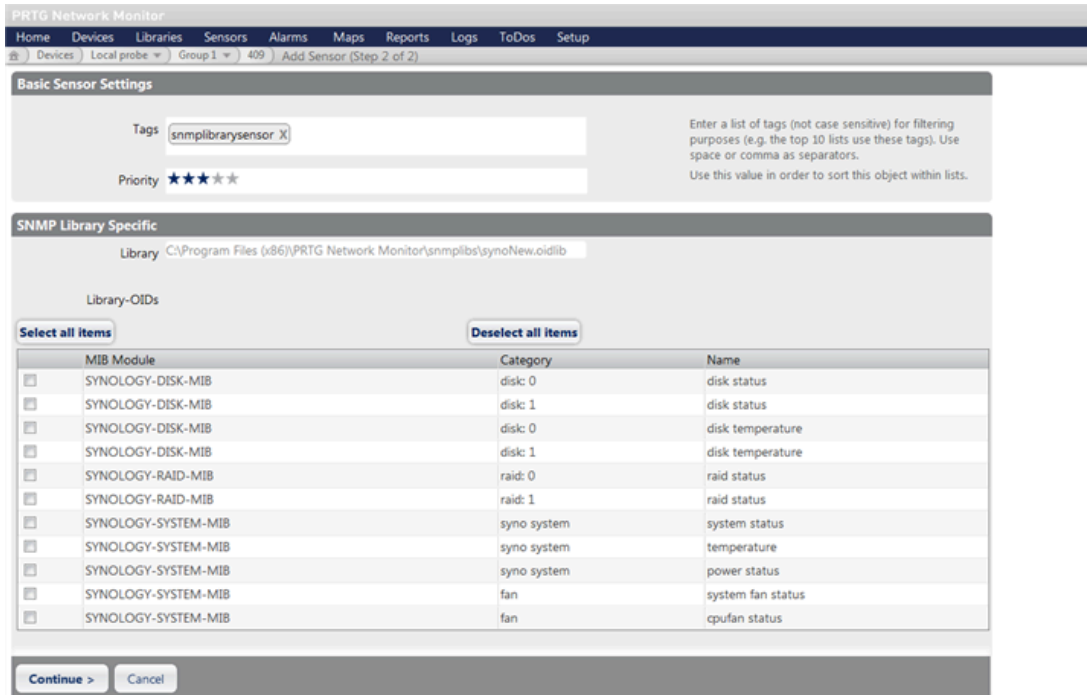 PRTG Network Monitor
Home Devices Libraries Sensors Alarms Maps Reports Logs ToDos Setup
Devices Local probe Group1 409 Add Sensor (Step 2 of 2)
Basic Sensor Settings
Tags snmplibrarysensor X
Enter a list of tags (not case sensitive) for filtering
purposes (e.g. the top 10 lists use these tags). Use
space or comma as separators.
Priority ★★★★★
Use this value in order to sort this object within lists.
SNMP Library Specific
Library C:\Program Files (x86)\PRTG Network Monitor\snmplibs\synoNew.oidlib
Library-OIDs
Select all items Deselect all items
MIB Module Category Name
SYNOLOGY-DISK-MIB disk: 0 disk status
SYNOLOGY-DISK-MIB disk: 1 disk status
SYNOLOGY-DISK-MIB disk: 0 disk temperature
SYNOLOGY-DISK-MIB disk: 1 disk temperature
SYNOLOGY-RAID-MIB raid: 0 raid status
SYNOLOGY-RAID-MIB raid: 1 raid status
SYNOLOGY-SYSTEM-MIB syno system system status
SYNOLOGY-SYSTEM-MIB syno system temperature
SYNOLOGY-SYSTEM-MIB syno system power status
SYNOLOGY-SYSTEM-MIB fan system fan status
SYNOLOGY-SYSTEM-MIB fan cpufan status
Continue > Cancel